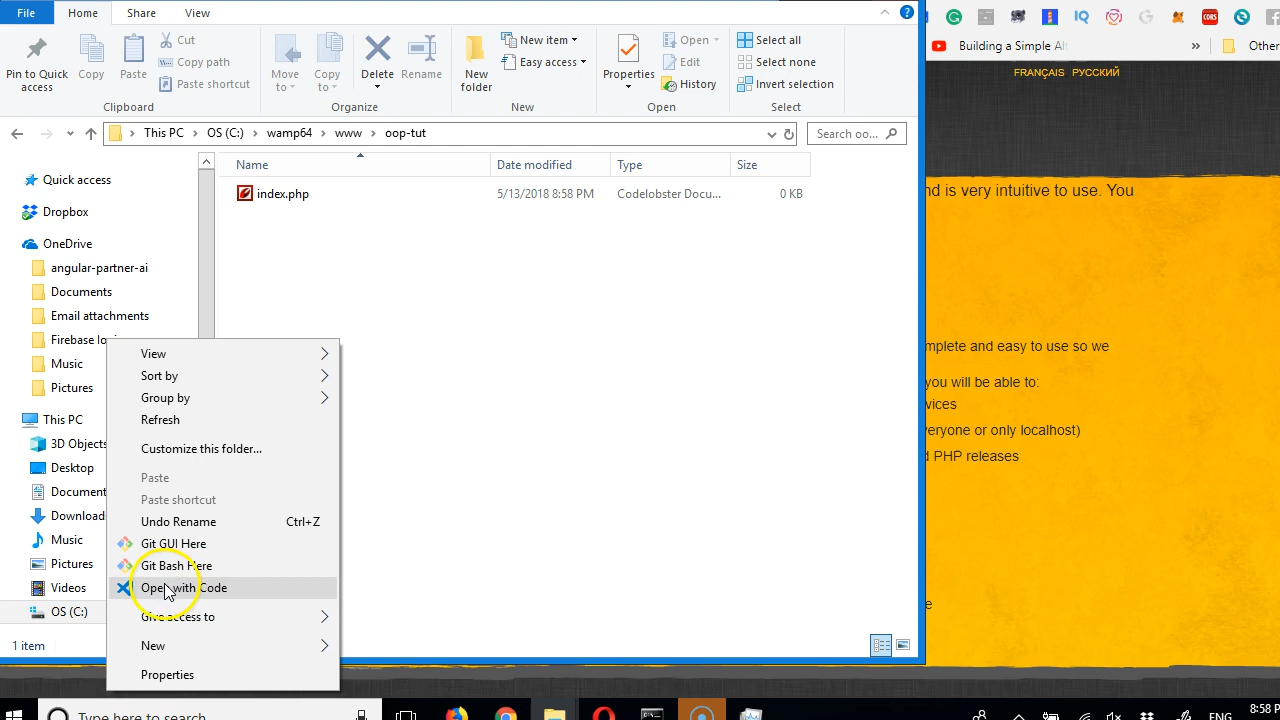 File Home Share View
Pin to Quick access
Copy
Paste
Cut
Copy path
Paste shortcut
Clipboard
Move to
Copy to
Delete
Rename
Organize
New folder
New item
Easy access
New
Properties
Open
Edit
History
Open
Select all
Select none
Invert selection
Select
This PC OS (C:) wamp64 www oop-tut
Search oo...
Name Date modified Type Size
index.php 5/13/2018 8:58 PM Codelobster Docu... 0 KB
Quick access
Dropbox
OneDrive
angular-partner-ai
Documents
Email attachments
Firebase
Music
Pictures
This PC
3D Objects
Desktop
Music
Pictures
Videos
OS (C:)
1 item
View
Sort by
Group by
Refresh
Customize this folder...
Paste
Paste shortcut
Undo Rename Ctrl+Z
Git GUI Here
Git Bash Here
Open with Code
Give access to
New
Properties
Building a Simple
Other
FRANÇAIS РУССКИЙ
is very intuitive to use. You
and easy to use so we
you will be able to:
or only localhost)
PHP releases
Type here to search
ENG
8:58